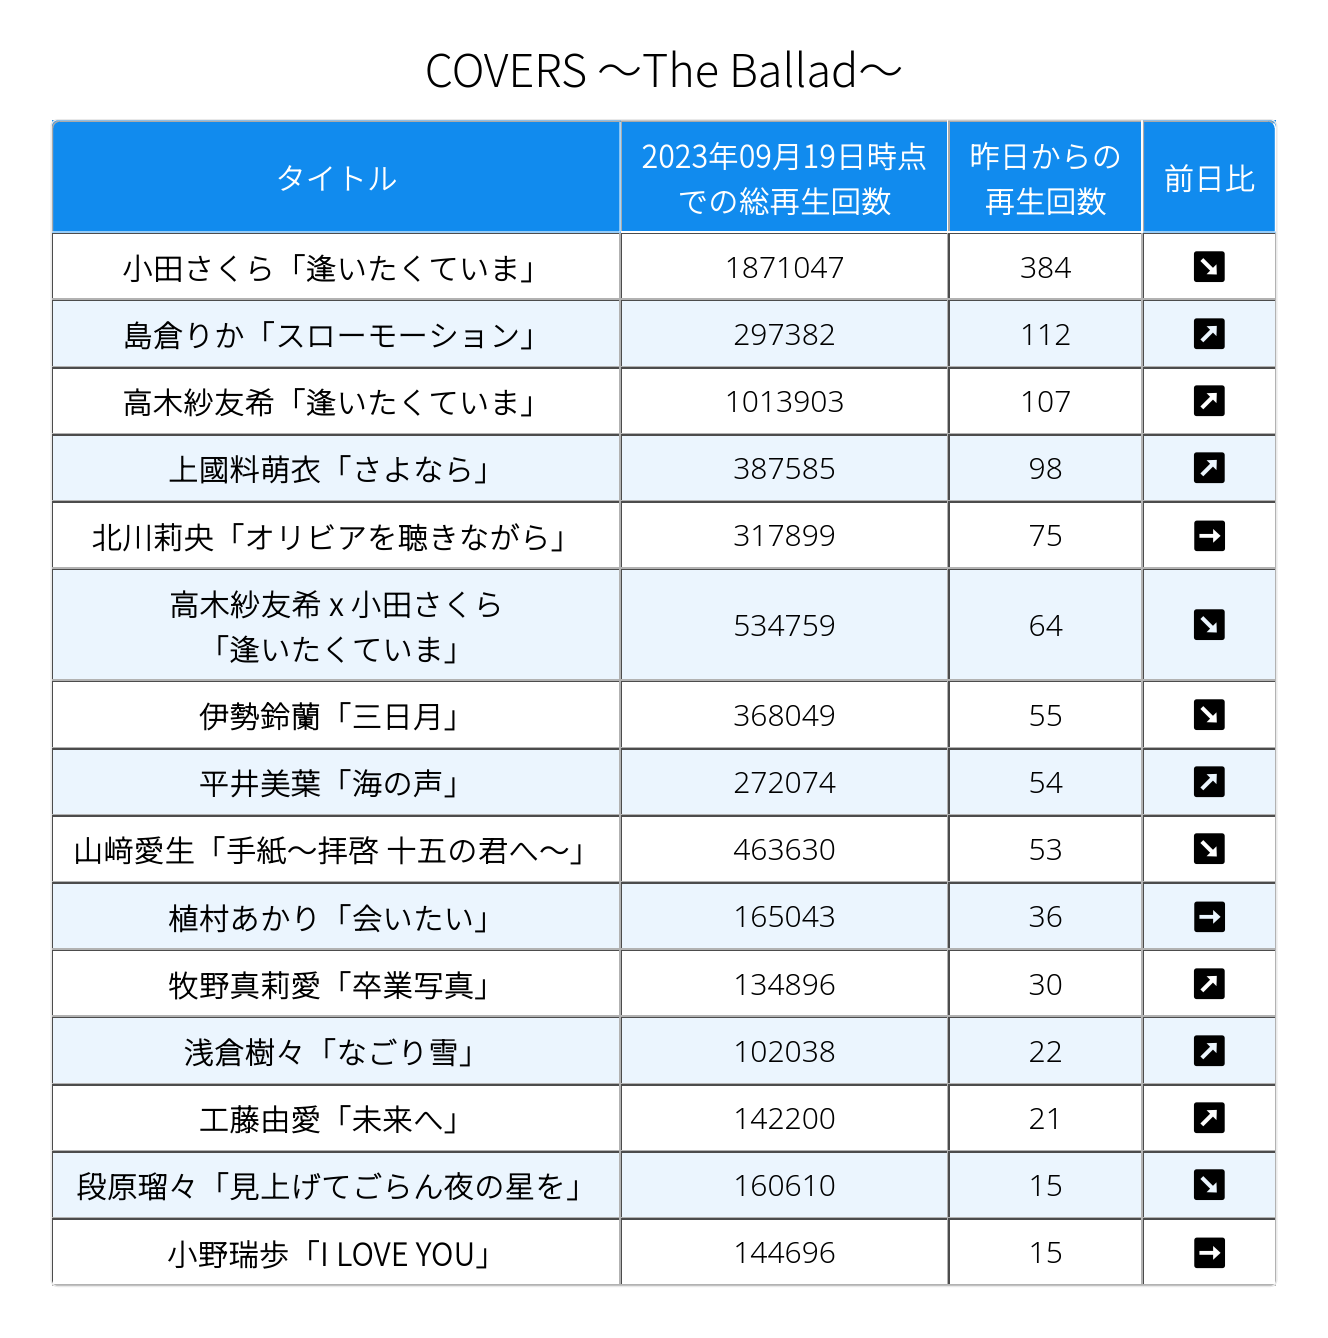 COVERS ～The Ballad～
タイトル
2023年09月19日時点
での総再生回数
昨日からの
再生回数
前日比
小田さくら「逢いたくていま」 1871047 384 ↘
島倉りか「スローモーション」 297382 112 ↗
高木紗友希「逢いたくていま」 1013903 107 ↗
上國料萌衣「さよなら」 387585 98 ↗
北川莉央「オリビアを聴きながら」 317899 75 →
高木紗友希 x 小田さくら
「逢いたくていま」 534759 64 ↘
伊勢鈴蘭「三日月」 368049 55 ↘
平井美葉「海の声」 272074 54 ↗
山﨑愛生「手紙～拝啓 十五の君へ～」 463630 53 ↘
植村あかり「会いたい」 165043 36 →
牧野真莉愛「卒業写真」 134896 30 ↗
浅倉樹々「なごり雪」 102038 22 ↗
工藤由愛「未来へ」 142200 21 ↗
段原瑠々「見上げてごらん夜の星を」 160610 15 ↘
小野瑞歩「I LOVE YOU」 144696 15 →